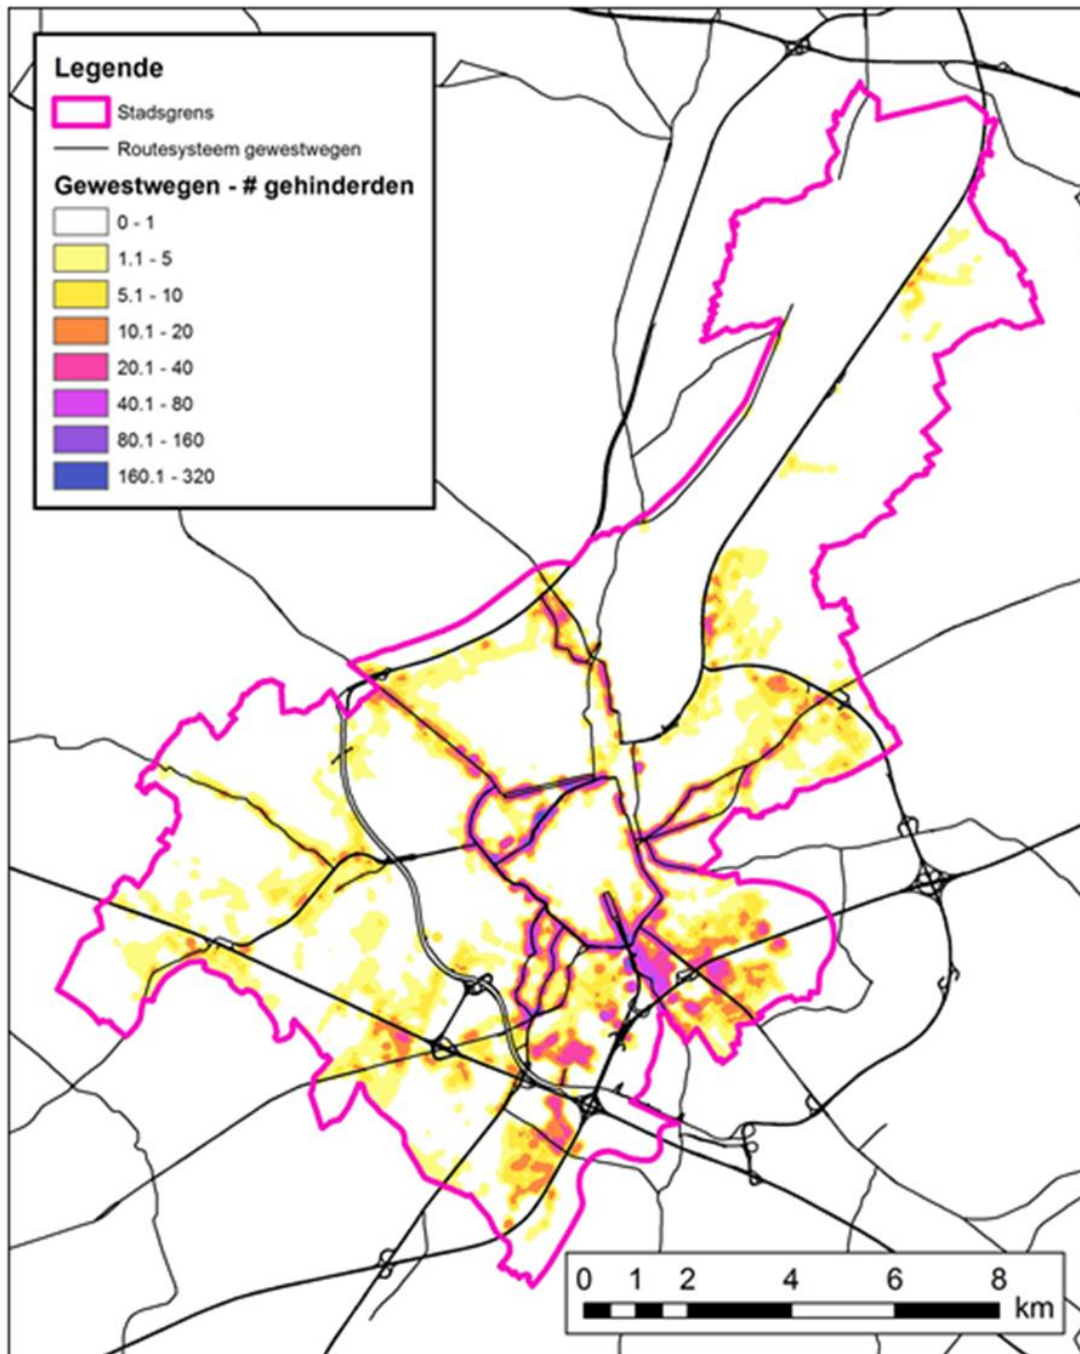 Legende
Stadsgrens
Routesysteem gewestwegen
Gewestwegen - # gehinderden
0 - 1
1.1 - 5
5.1 - 10
10.1 - 20
20.1 - 40
40.1 - 80
80.1 - 160
160.1 - 320
0 1 2 4 6 8
km